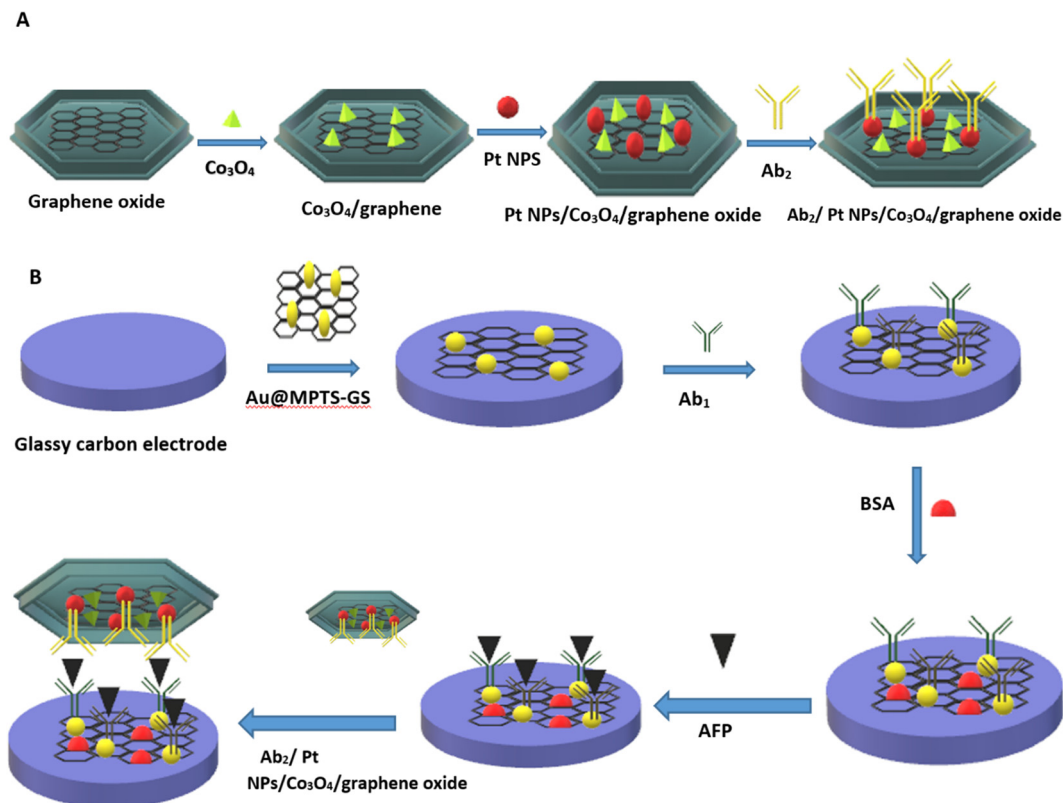 A
Co₃O₄
Pt NPS
Ab₂
Graphene oxide
Co₃O₄/graphene
Pt NPs/Co₃O₄/graphene oxide
Ab₂/ Pt NPs/Co₃O₄/graphene oxide
B
Au@MPTS-GS
Ab₁
Glassy carbon electrode
BSA
AFP
Ab₂/ Pt
NPs/Co₃O₄/graphene oxide